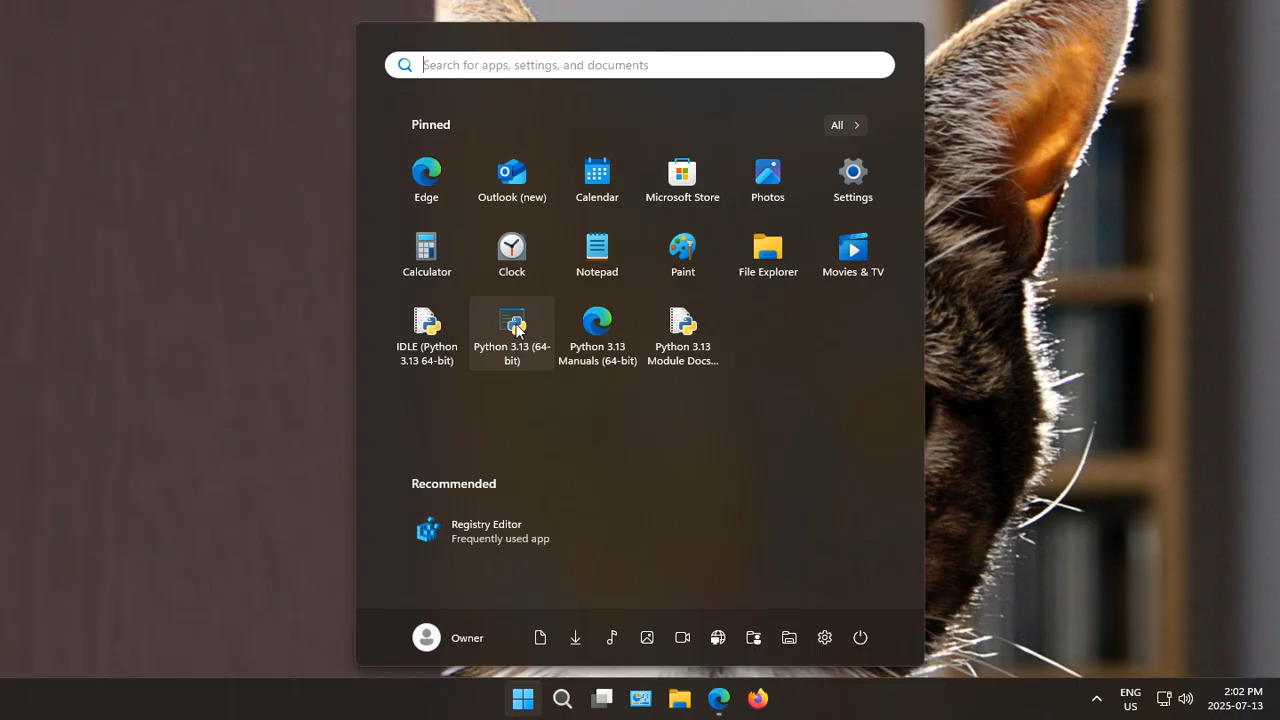 Search for apps, settings, and documents
Pinned
All
Edge
Outlook (new)
Calendar
Microsoft Store
Photos
Settings
Calculator
Clock
Notepad
Paint
File Explorer
Movies & TV
IDLE (Python
3.13 64-bit)
Python 3.13 (64-
bit)
Python 3.13
Manuals (64-bit)
Python 3.13
Module Docs...
Recommended
Registry Editor
Frequently used app
Owner
ENG
US
2:02 PM
2025-07-13